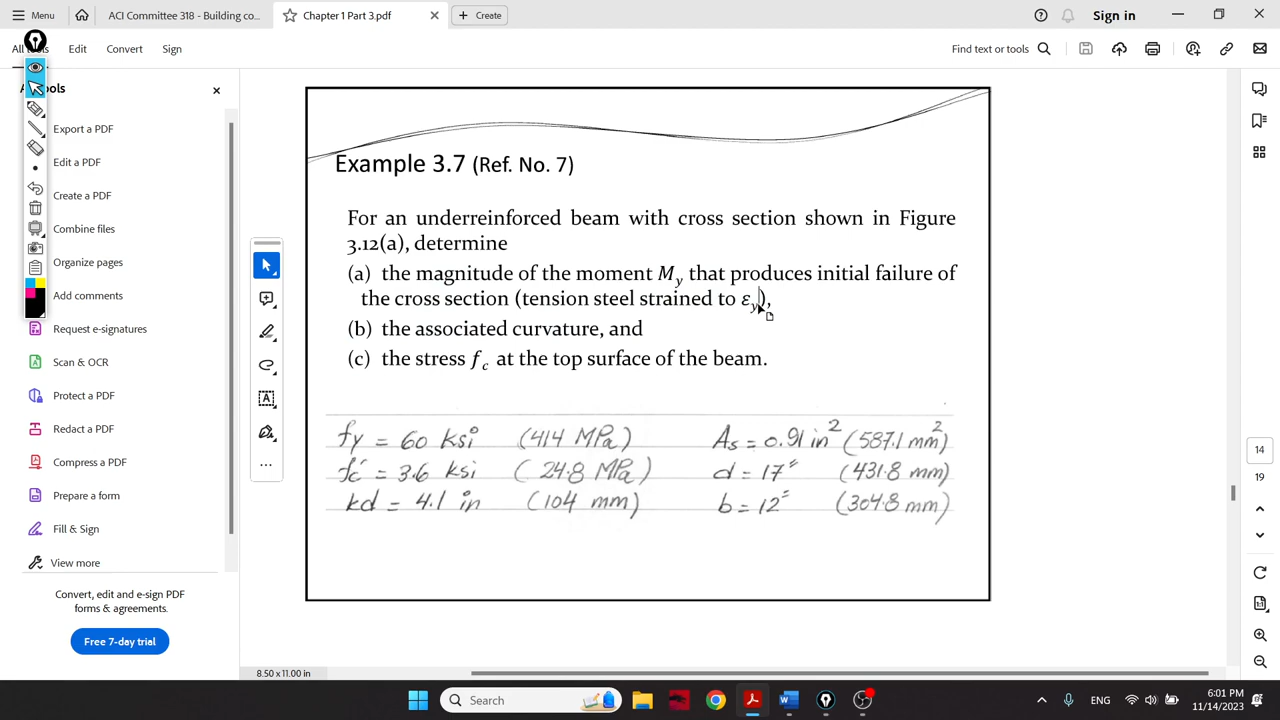 Menu
ACI Committee 318 - Building co...
Chapter 1 Part 3.pdf
Create
Sign in
All tools
Edit
Convert
Sign
Find text or tools
Export a PDF
Edit a PDF
Create a PDF
Combine files
Organize pages
Add comments
Request e-signatures
Scan & OCR
Protect a PDF
Redact a PDF
Compress a PDF
Prepare a form
Fill & Sign
View more
Convert, edit and e-sign PDF
forms & agreements.
Free 7-day trial
Example 3.7 (Ref. No. 7)
For an underreinforced beam with cross section shown in Figure
3.12(a), determine
(a) the magnitude of the moment My that produces initial failure of
the cross section (tension steel strained to εy),
(b) the associated curvature, and
(c) the stress fc at the top surface of the beam.
fy = 60 ksi (414 MPa) As = 0.91 in² (587.1 mm²)
fc' = 3.6 ksi (24.8 MPa) d = 17" (431.8 mm)
kd = 4.1 in (104 mm) b = 12" (304.8 mm)
14
19
8.50 x 11.00 in
Search
ENG
6:01 PM
11/14/2023